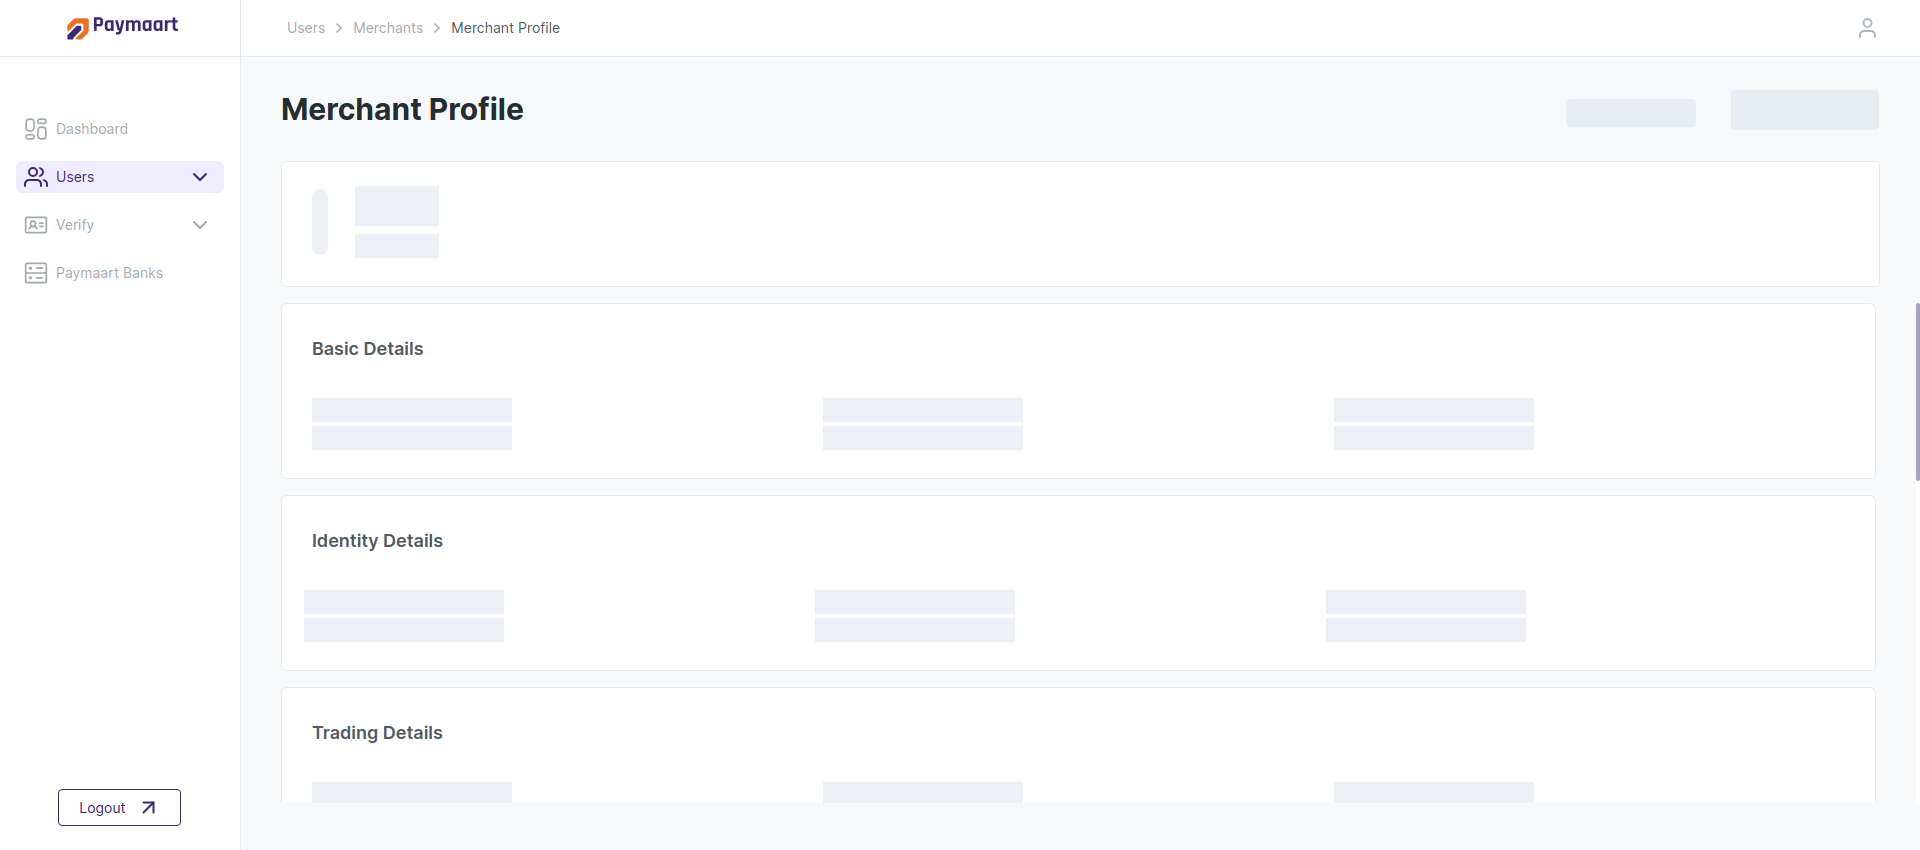 Paymaart
Users > Merchants > Merchant Profile
Dashboard
Users
Verify
Paymaart Banks
Logout
Merchant Profile
Basic Details
Identity Details
Trading Details